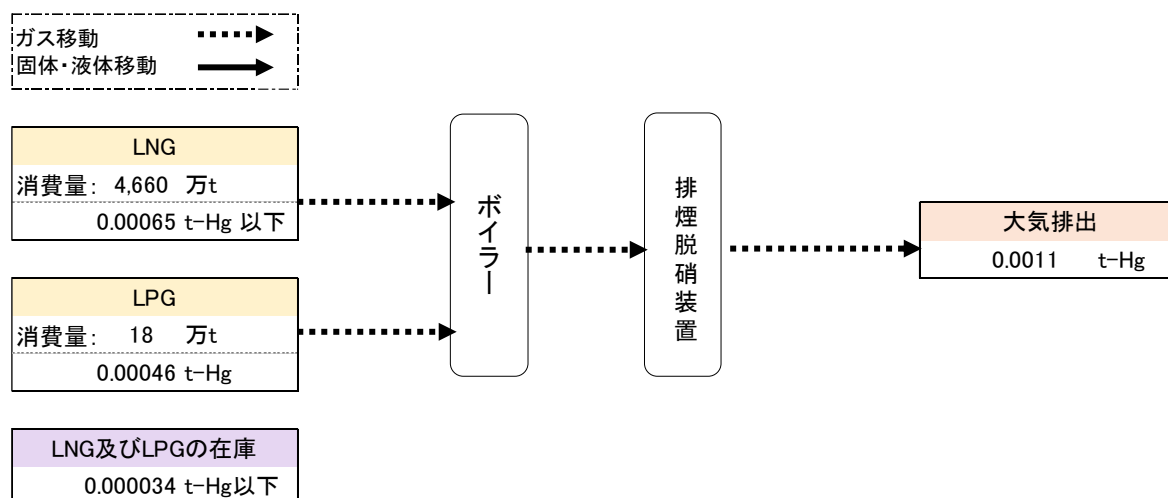 ガス移動
固体・液体移動
LNG
消費量: 4,660 万t
0.00065 t-Hg 以下
LPG
消費量: 18 万t
0.00046 t-Hg
LNG及びLPGの在庫
0.000034 t-Hg以下
ボイラー
排煙脱硝装置
大気排出
0.0011 t-Hg